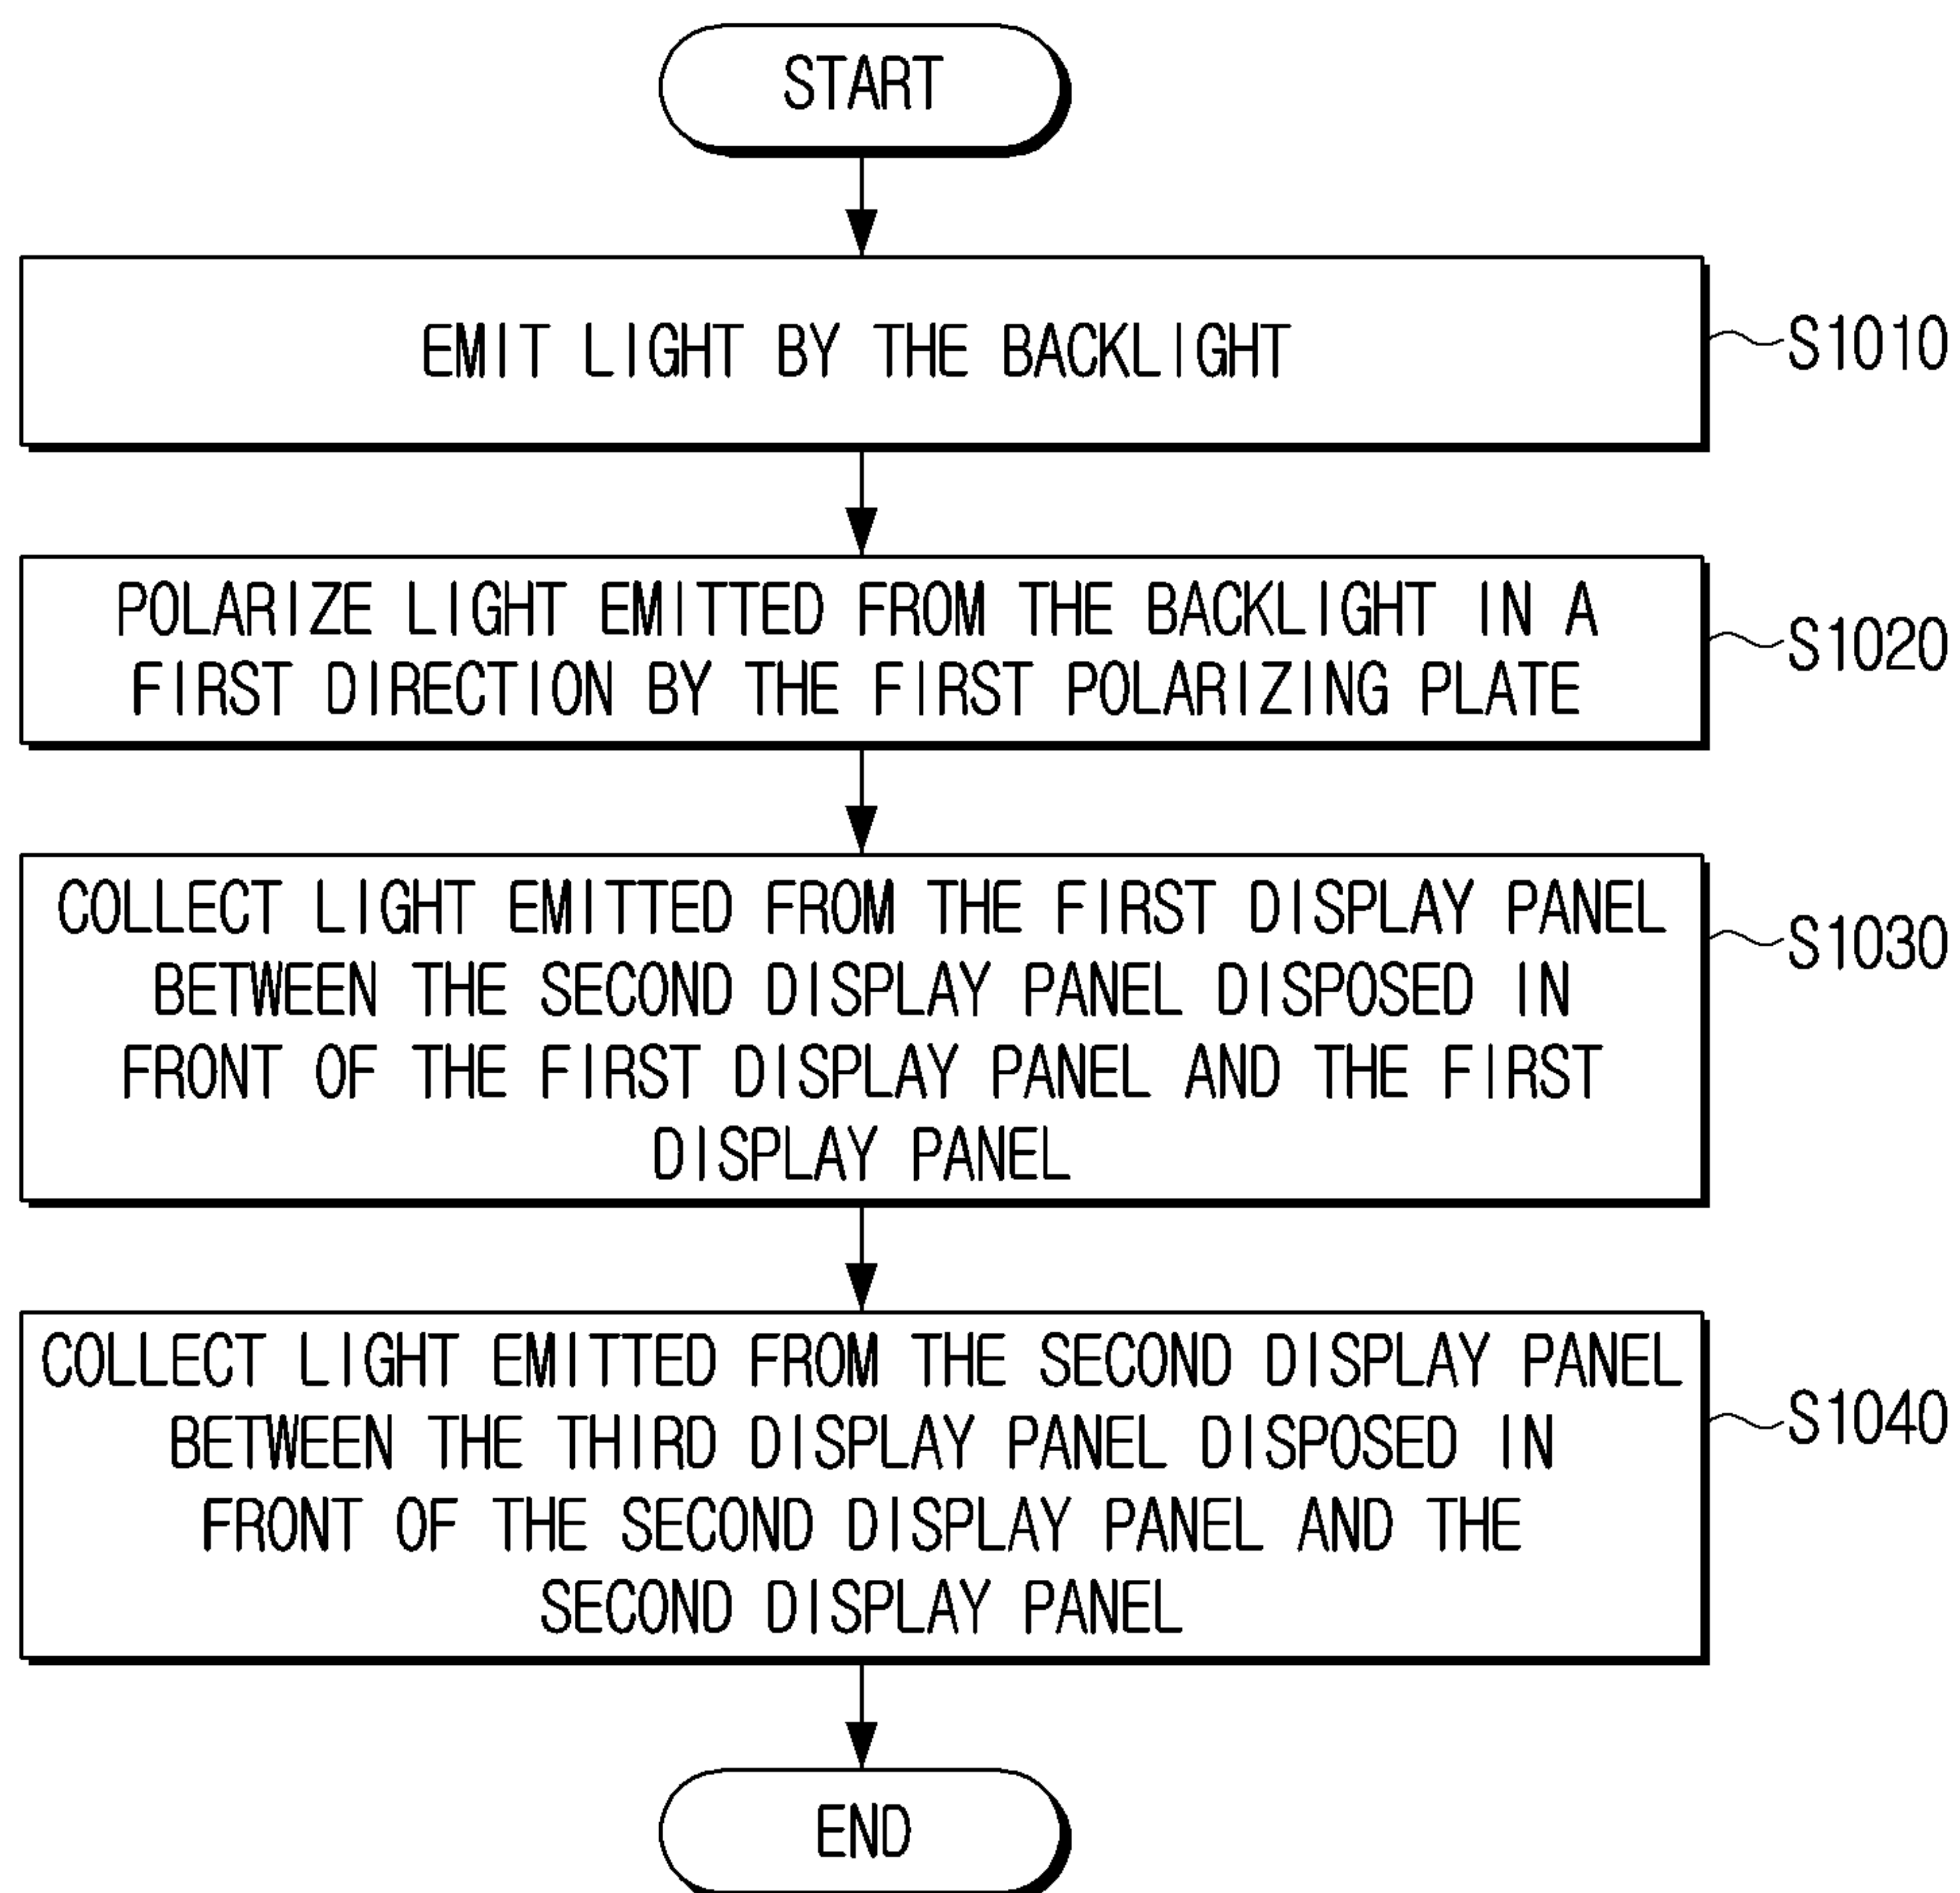 START
EMIT LIGHT BY THE BACKLIGHT
S1010
POLARIZE LIGHT EMITTED FROM THE BACKLIGHT IN A
FIRST DIRECTION BY THE FIRST POLARIZING PLATE
S1020
COLLECT LIGHT EMITTED FROM THE FIRST DISPLAY PANEL
BETWEEN THE SECOND DISPLAY PANEL DISPOSED IN
FRONT OF THE FIRST DISPLAY PANEL AND THE FIRST
DISPLAY PANEL
S1030
COLLECT LIGHT EMITTED FROM THE SECOND DISPLAY PANEL
BETWEEN THE THIRD DISPLAY PANEL DISPOSED IN
FRONT OF THE SECOND DISPLAY PANEL AND THE
SECOND DISPLAY PANEL
S1040
END